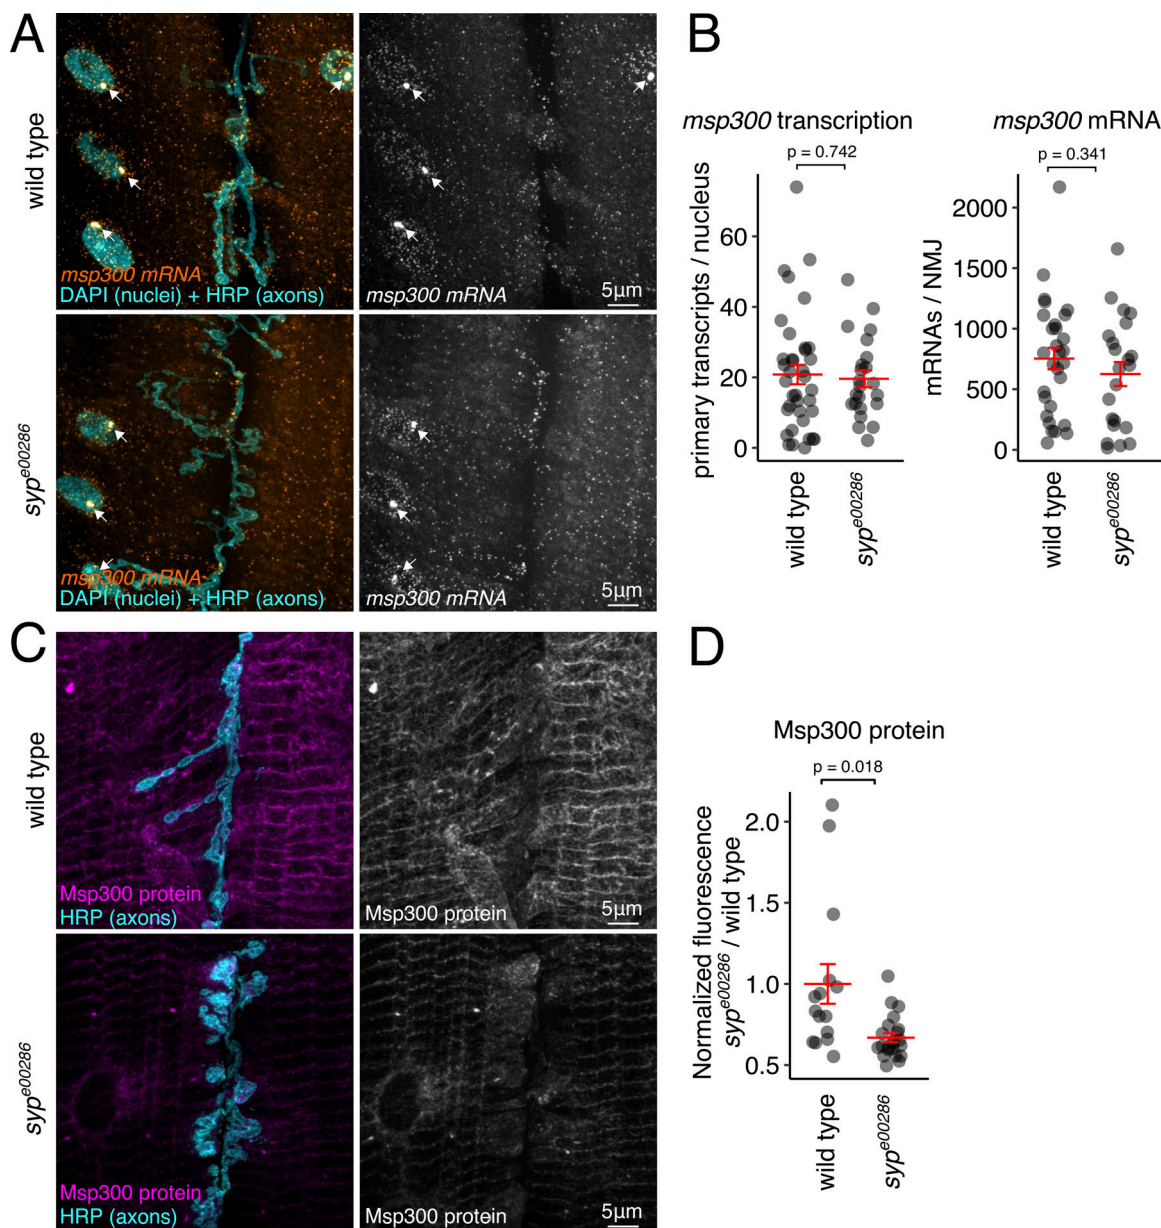 A
wild type
msp300 mRNA
DAPI (nuclei) + HRP (axons)
msp300 mRNA
5µm
syp^e00286
msp300 mRNA
DAPI (nuclei) + HRP (axons)
msp300 mRNA
5µm
B
msp300 transcription
p = 0.742
primary transcripts / nucleus
60
40
20
0
wild type
syp^e00286
msp300 mRNA
p = 0.341
mRNAs / NMJ
2000
1500
1000
500
0
wild type
syp^e00286
C
wild type
Msp300 protein
HRP (axons)
Msp300 protein
5µm
syp^e00286
Msp300 protein
HRP (axons)
Msp300 protein
5µm
D
Msp300 protein
p = 0.018
Normalized fluorescence
syp^e00286 / wild type
2.0
1.5
1.0
0.5
wild type
syp^e00286